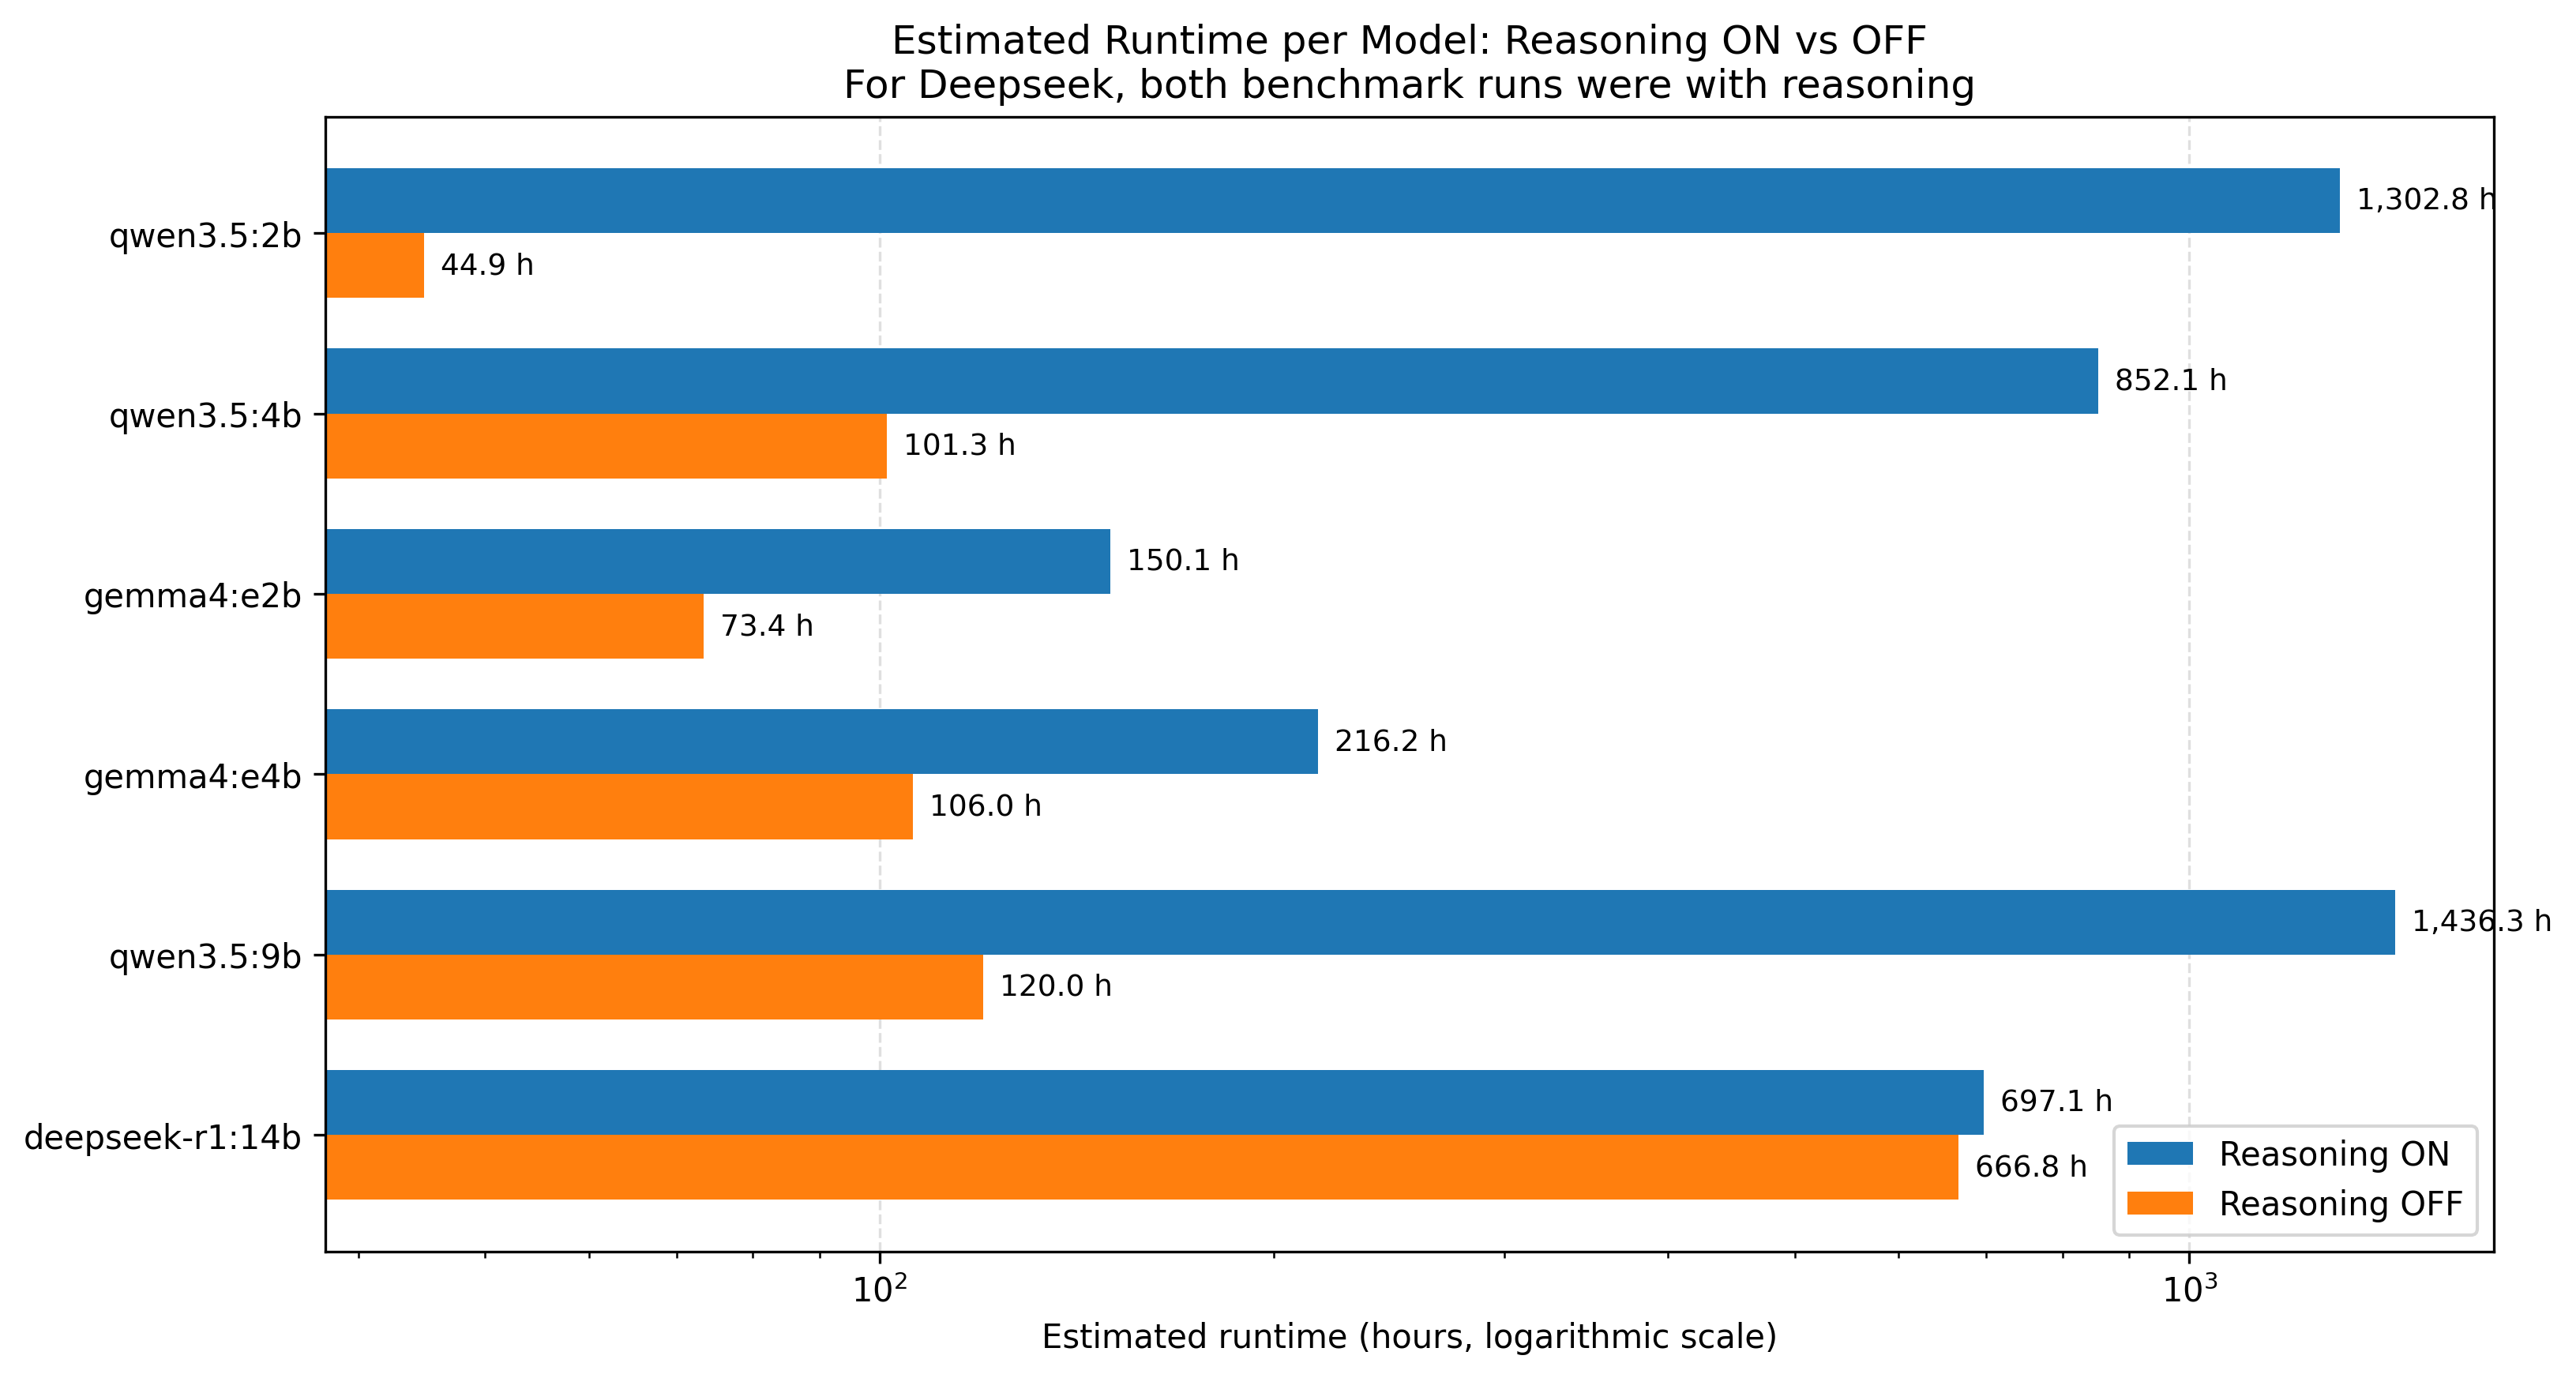 Estimated Runtime per Model: Reasoning ON vs OFF
For Deepseek, both benchmark runs were with reasoning
qwen3.5:2b
1,302.8 h
44.9 h
qwen3.5:4b
852.1 h
101.3 h
gemma4:e2b
150.1 h
73.4 h
gemma4:e4b
216.2 h
106.0 h
qwen3.5:9b
1,436.3 h
120.0 h
deepseek-r1:14b
697.1 h
666.8 h
Reasoning ON
Reasoning OFF
10² 10³
Estimated runtime (hours, logarithmic scale)